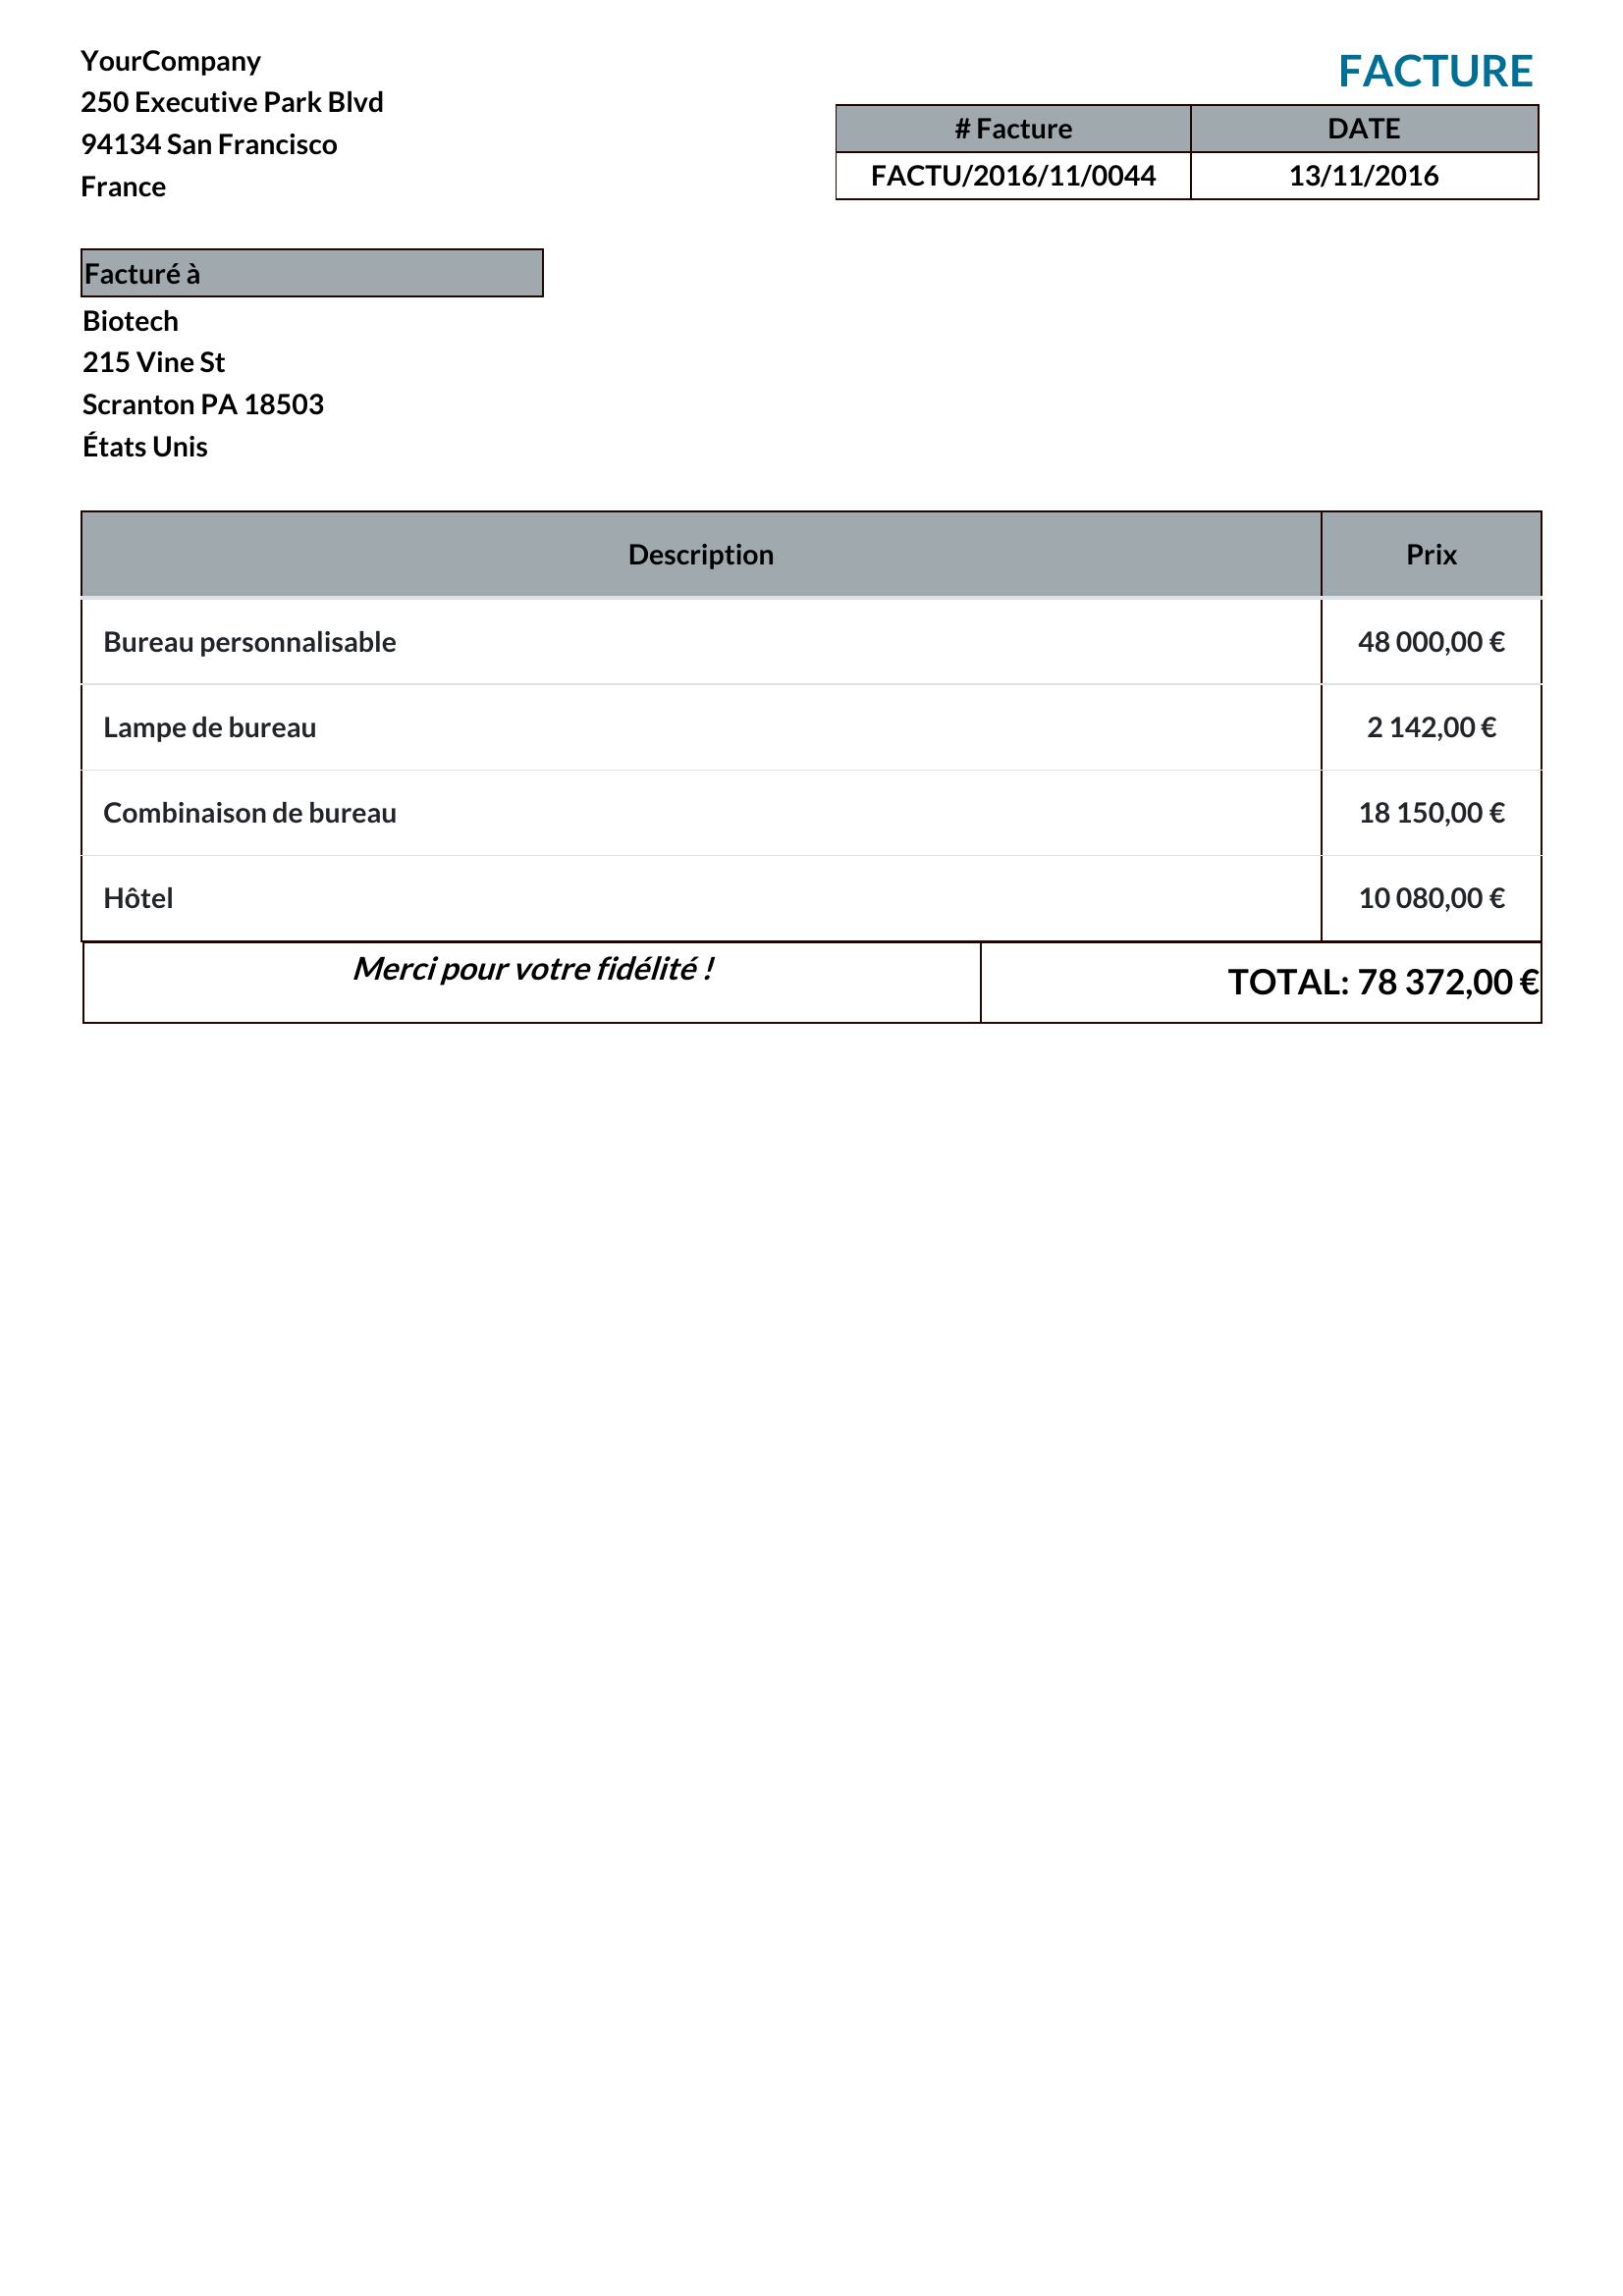 YourCompany
250 Executive Park Blvd
94134 San Francisco
France
FACTURE
# Facture DATE
FACTU/2016/11/0044 13/11/2016
Facturé à
Biotech
215 Vine St
Scranton PA 18503
États Unis
Description Prix
Bureau personnalisable 48 000,00 €
Lampe de bureau 2 142,00 €
Combinaison de bureau 18 150,00 €
Hôtel 10 080,00 €
Merci pour votre fidélité !
TOTAL: 78 372,00 €